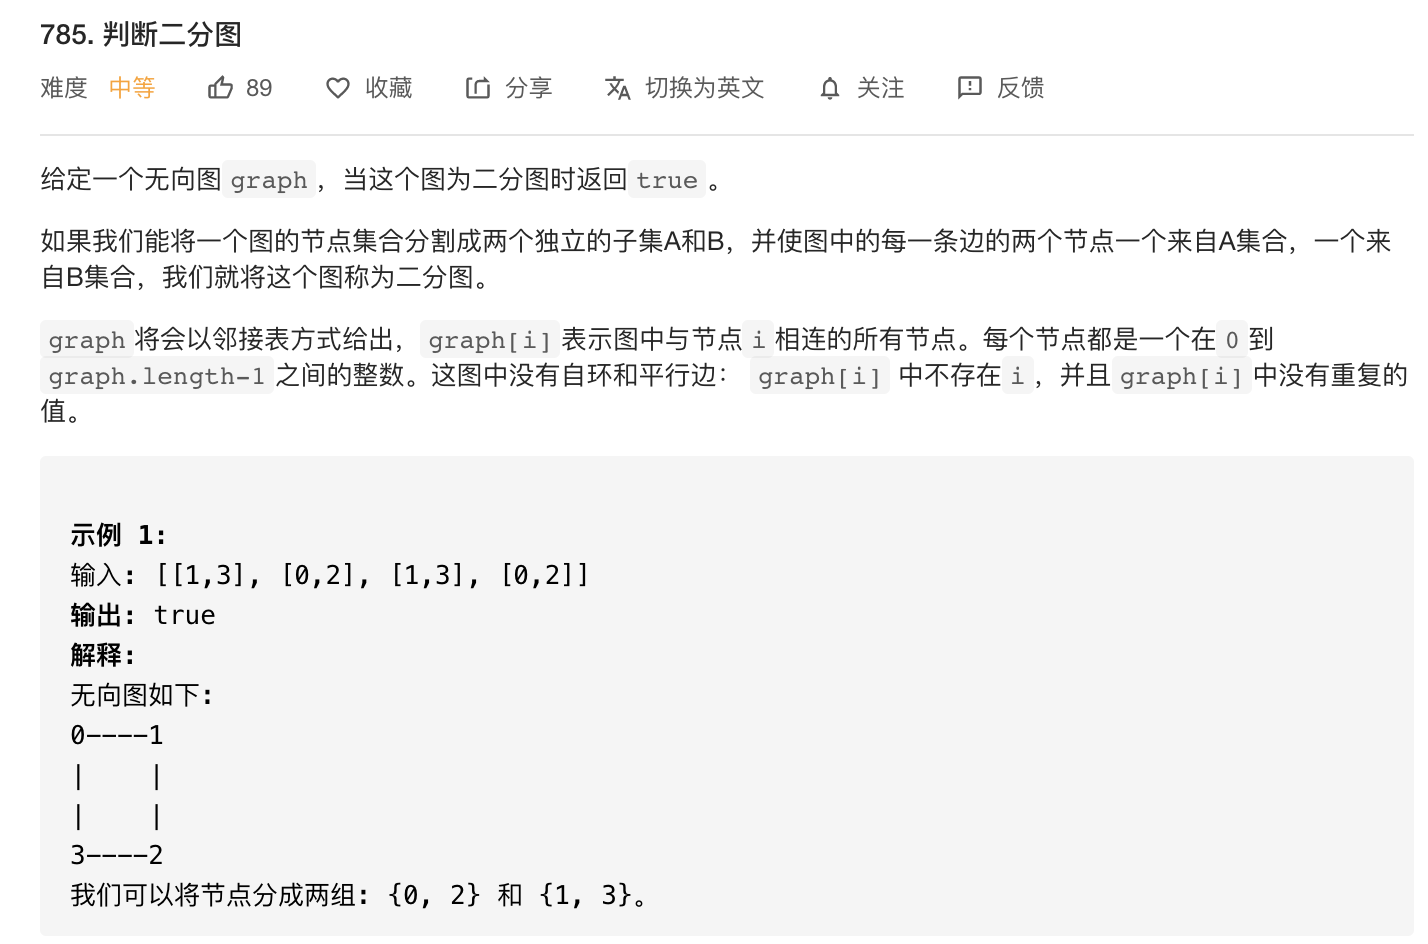 785. 判断二分图
难度 中等 89 收藏 分享 切换为英文 关注 反馈
给定一个无向图graph，当这个图为二分图时返回true。
如果我们能将一个图的节点集合分割成两个独立的子集A和B，并使图中的每一条边的两个节点一个来自A集合，一个来
自B集合，我们就将这个图称为二分图。
graph将会以邻接表方式给出，graph[i]表示图中与节点i相连的所有节点。每个节点都是一个在0到
graph.length-1之间的整数。这图中没有自环和平行边： graph[i] 中不存在i，并且graph[i]中没有重复的
值。
示例 1:
输入: [[1,3], [0,2], [1,3], [0,2]]
输出: true
解释:
无向图如下:
0----1
|    |
|    |
3----2
我们可以将节点分成两组: {0, 2} 和 {1, 3}。